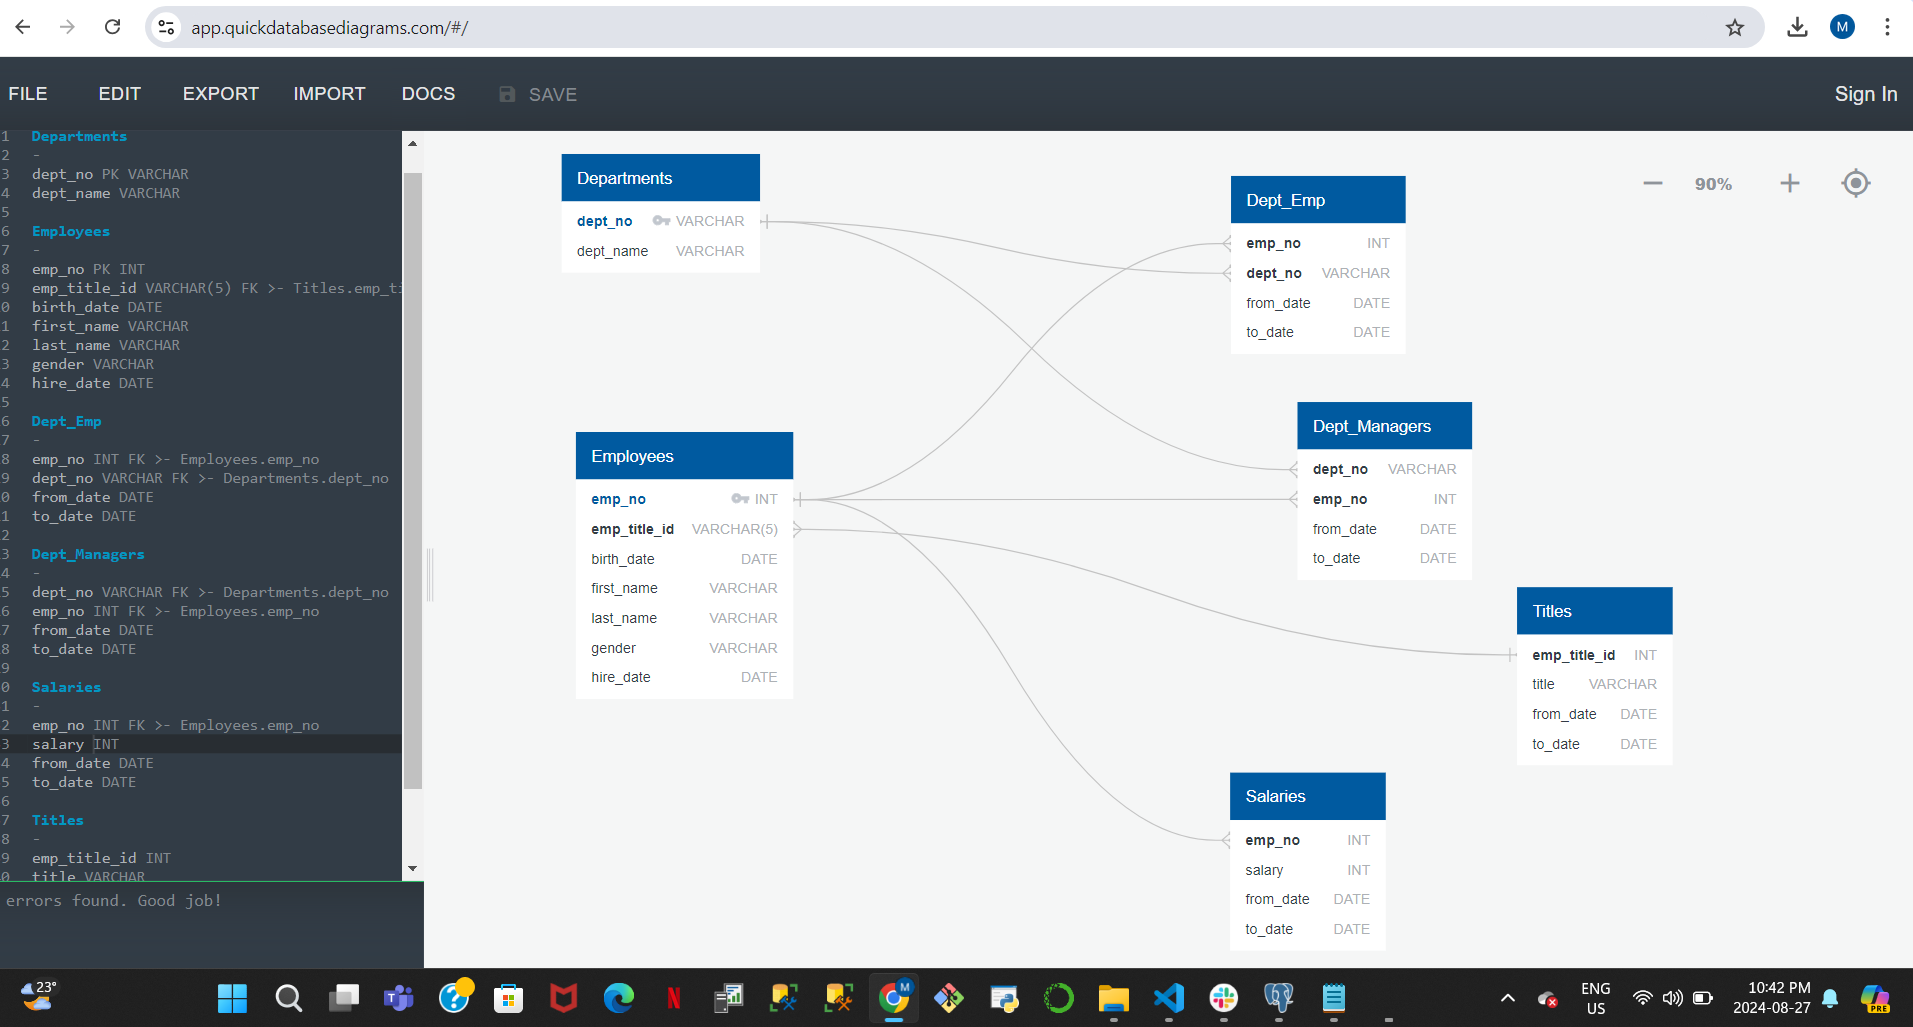 app.quickdatabasediagrams.com/#/
M
FILE EDIT EXPORT IMPORT DOCS SAVE Sign In
1 Departments
2 -
3 dept_no PK VARCHAR
4 dept_name VARCHAR
5
6 Employees
7 -
8 emp_no PK INT
9 emp_title_id VARCHAR(5) FK >- Titles.emp_ti
0 birth_date DATE
1 first_name VARCHAR
2 last_name VARCHAR
3 gender VARCHAR
4 hire_date DATE
5
6 Dept_Emp
7 -
8 emp_no INT FK >- Employees.emp_no
9 dept_no VARCHAR FK >- Departments.dept_no
0 from_date DATE
1 to_date DATE
2
3 Dept_Managers
4 -
5 dept_no VARCHAR FK >- Departments.dept_no
6 emp_no INT FK >- Employees.emp_no
7 from_date DATE
8 to_date DATE
9
0 Salaries
1 -
2 emp_no INT FK >- Employees.emp_no
3 salary INT
4 from_date DATE
5 to_date DATE
6
7 Titles
8 -
9 emp_title_id INT
0 title VARCHAR
errors found. Good job!
90%
Departments
dept_no VARCHAR
dept_name VARCHAR
Dept_Emp
emp_no INT
dept_no VARCHAR
from_date DATE
to_date DATE
Employees
emp_no INT
emp_title_id VARCHAR(5)
birth_date DATE
first_name VARCHAR
last_name VARCHAR
gender VARCHAR
hire_date DATE
Dept_Managers
dept_no VARCHAR
emp_no INT
from_date DATE
to_date DATE
Titles
emp_title_id INT
title VARCHAR
from_date DATE
to_date DATE
Salaries
emp_no INT
salary INT
from_date DATE
to_date DATE
23°
T
?
N
M
ENG
US
10:42 PM
2024-08-27
PRE